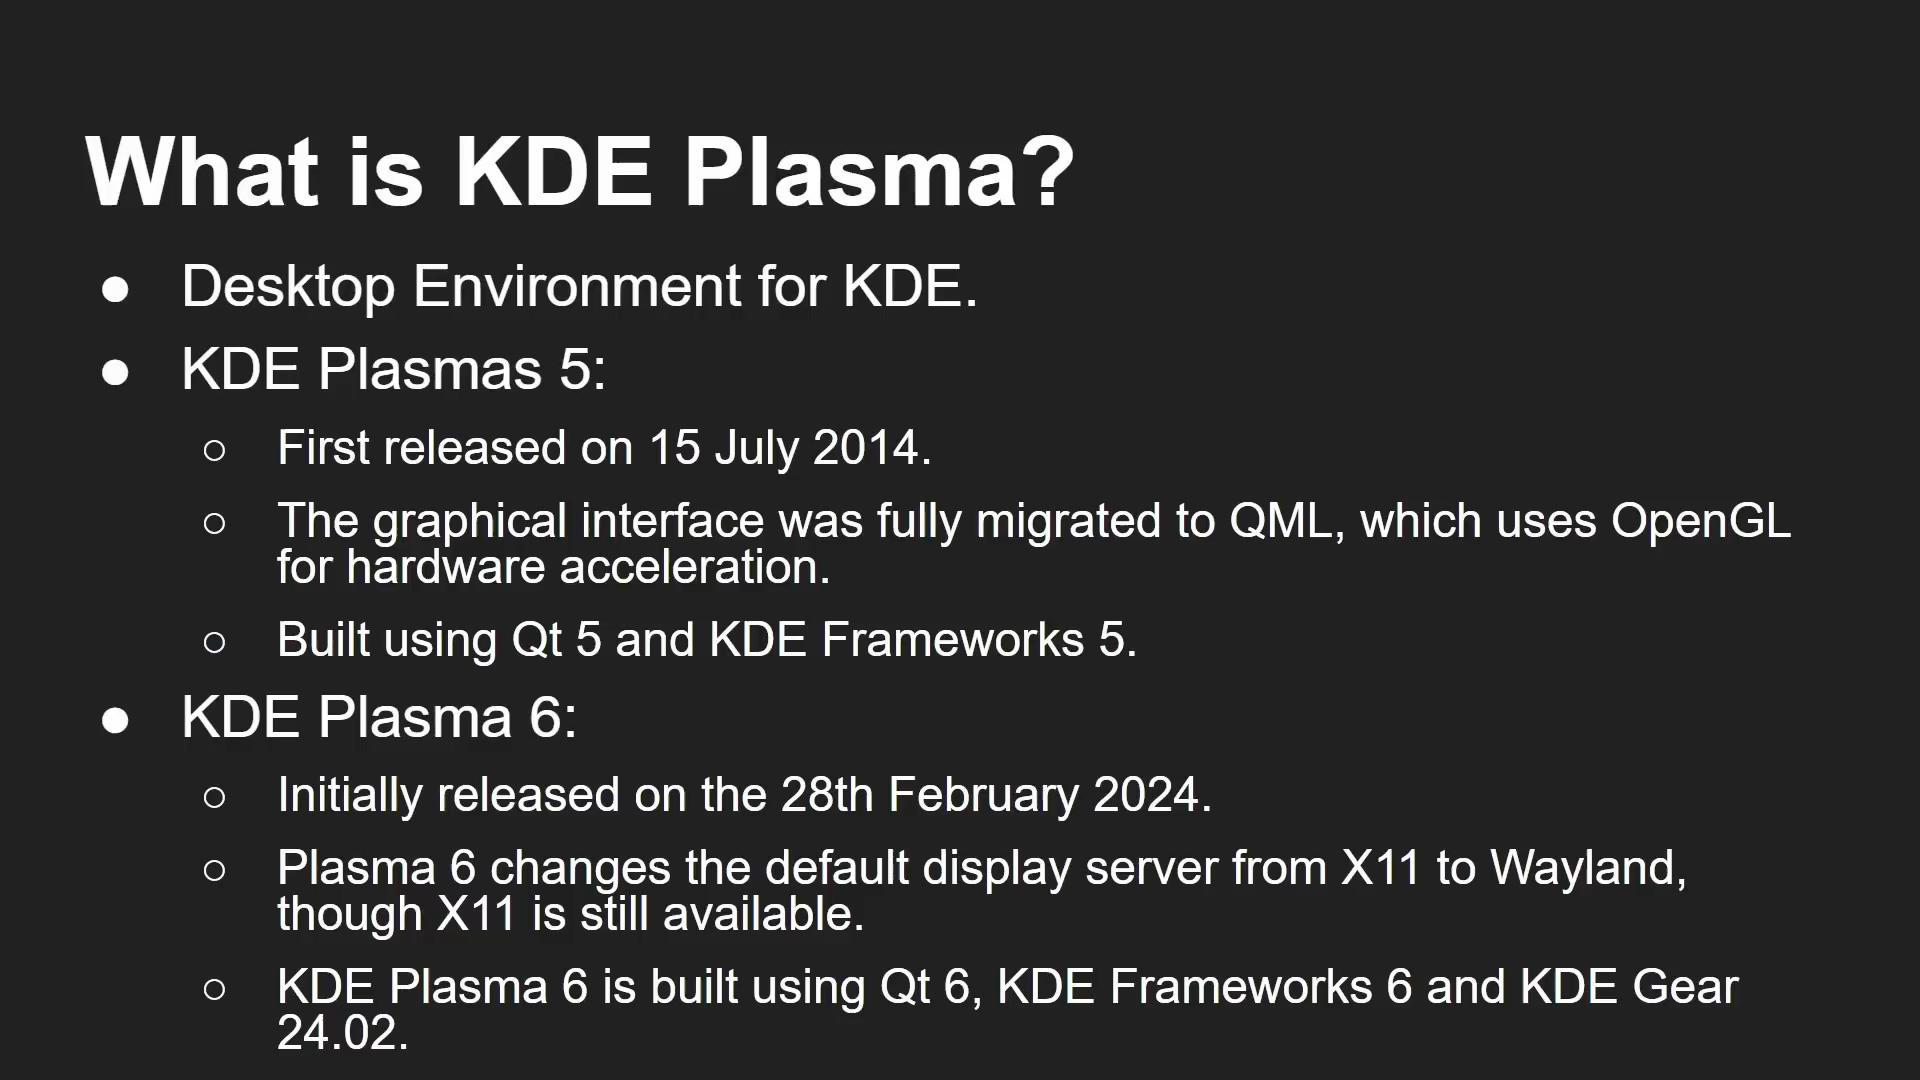 What is KDE Plasma?
● Desktop Environment for KDE.
● KDE Plasmas 5:
○ First released on 15 July 2014.
○ The graphical interface was fully migrated to QML, which uses OpenGL
for hardware acceleration.
○ Built using Qt 5 and KDE Frameworks 5.
● KDE Plasma 6:
○ Initially released on the 28th February 2024.
○ Plasma 6 changes the default display server from X11 to Wayland,
though X11 is still available.
○ KDE Plasma 6 is built using Qt 6, KDE Frameworks 6 and KDE Gear
24.02.